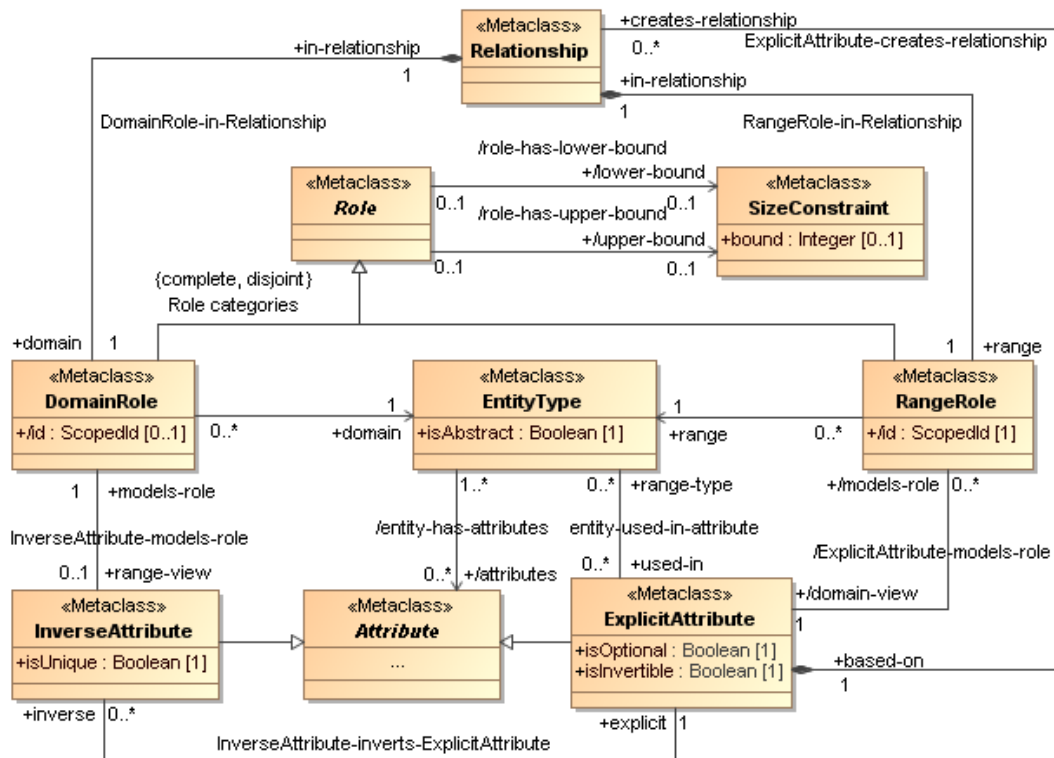 «Metaclass»
Relationship
+creates-relationship
0..*
ExplicitAttribute-creates-relationship
+in-relationship
1
+in-relationship
1
DomainRole-in-Relationship
RangeRole-in-Relationship
/role-has-lower-bound
«Metaclass»
Role
+/lower-bound
0..1
0..1
/role-has-upper-bound
+/upper-bound
0..1
0..1
«Metaclass»
SizeConstraint
+bound : Integer [0..1]
{complete, disjoint}
Role categories
+domain
1
1
+range
«Metaclass»
DomainRole
+/id : ScopedId [0..1]
1
0..*
+domain
«Metaclass»
EntityType
+isAbstract : Boolean [1]
1
+range
0..*
«Metaclass»
RangeRole
+/id : ScopedId [1]
1
+models-role
1..*
0..*
+range-type
+/models-role
0..*
InverseAttribute-models-role
/entity-has-attributes
entity-used-in-attribute
/ExplicitAttribute-models-role
0..1
+range-view
0..*
+/attributes
0..*
+used-in
+/domain-view
1
«Metaclass»
InverseAttribute
+isUnique : Boolean [1]
«Metaclass»
Attribute
...
«Metaclass»
ExplicitAttribute
+isOptional : Boolean [1]
+isInvertible : Boolean [1]
+based-on
1
+inverse
0..*
+explicit
1
InverseAttribute-inverts-ExplicitAttribute